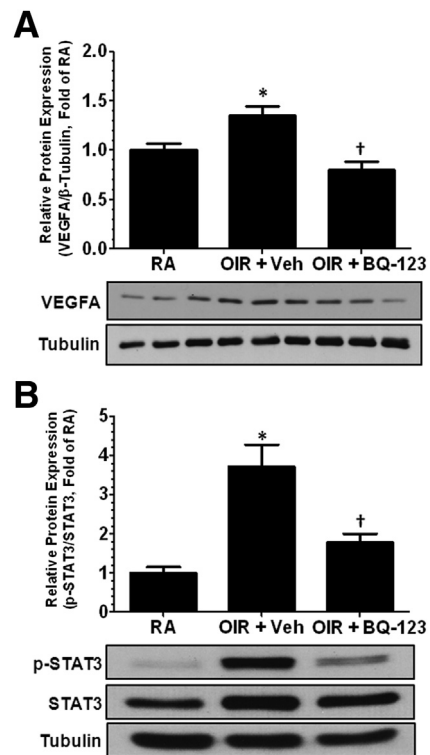 A
Relative Protein Expression
(VEGFA/β-Tubulin, Fold of RA)
2.0
1.5
1.0
0.5
0.0
*
†
RA OIR + Veh OIR + BQ-123
VEGFA
Tubulin
B
Relative Protein Expression
(p-STAT3/STAT3, Fold of RA)
5
4
3
2
1
0
*
†
RA OIR + Veh OIR + BQ-123
p-STAT3
STAT3
Tubulin